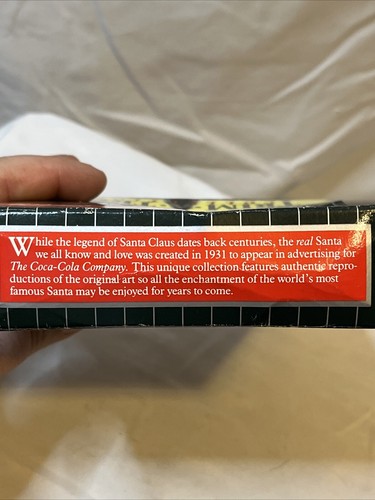 While the legend of Santa Claus dates back centuries, the real Santa
we all know and love was created in 1931 to appear in advertising for
The Coca-Cola Company. This unique collection features authentic repro-
ductions of the original art so all the enchantment of the world's most
famous Santa may be enjoyed for years to come.